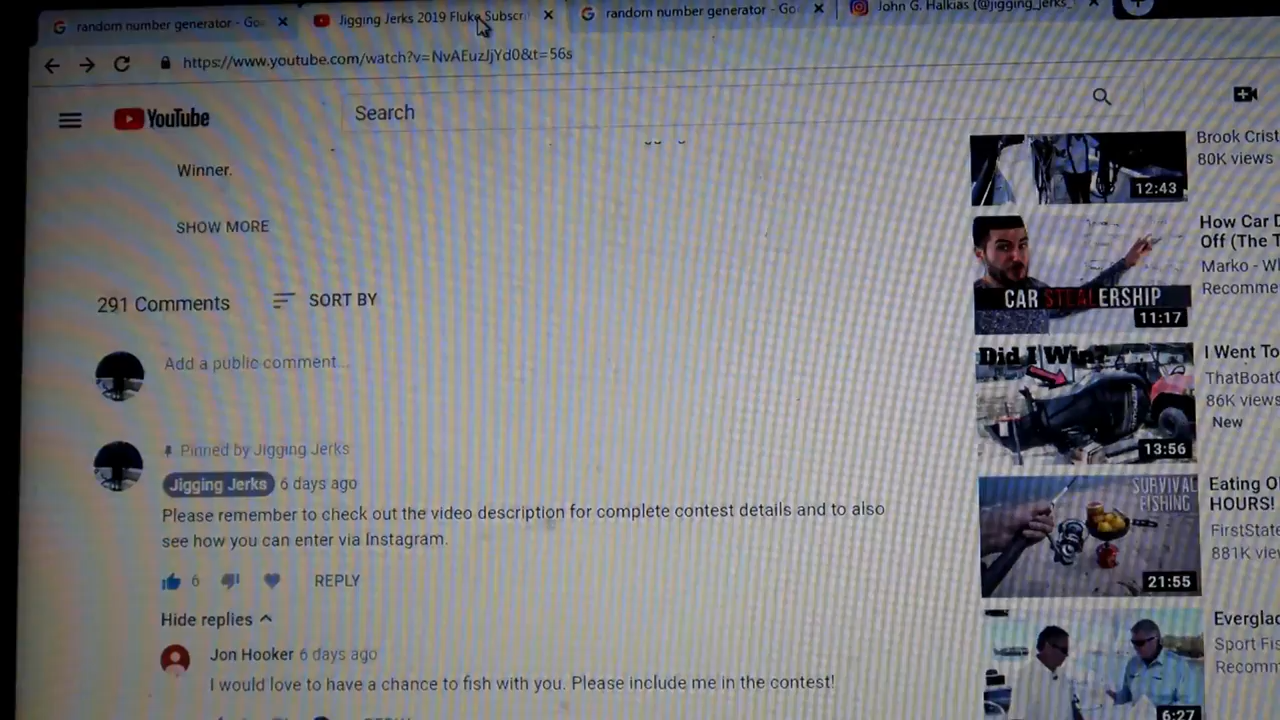 random number generator - Goo
Jigging Jerks 2019 Fluke Subscri
random number generator - Go
John G. Halkias (@jigging_jerks_
https://www.youtube.com/watch?v=NvAEuzJjYd0&t=56s
YouTube
Search
Winner.
SHOW MORE
291 Comments
SORT BY
Add a public comment...
Pinned by Jigging Jerks
Jigging Jerks 6 days ago
Please remember to check out the video description for complete contest details and to also
see how you can enter via Instagram.
6
REPLY
Hide replies
Jon Hooker 6 days ago
I would love to have a chance to fish with you. Please include me in the contest!
12:43
Brook Crist
80K views
CAR STEALERSHIP
11:17
How Car D
Off (The T
Marko - Wh
Recomme
Did I Win?
13:56
I Went To
ThatBoatG
86K views
New
SURVIVAL
FISHING
21:55
Eating O
HOURS!
FirstState
881K vie
6:27
Everglad
Sport Fis
Recomm